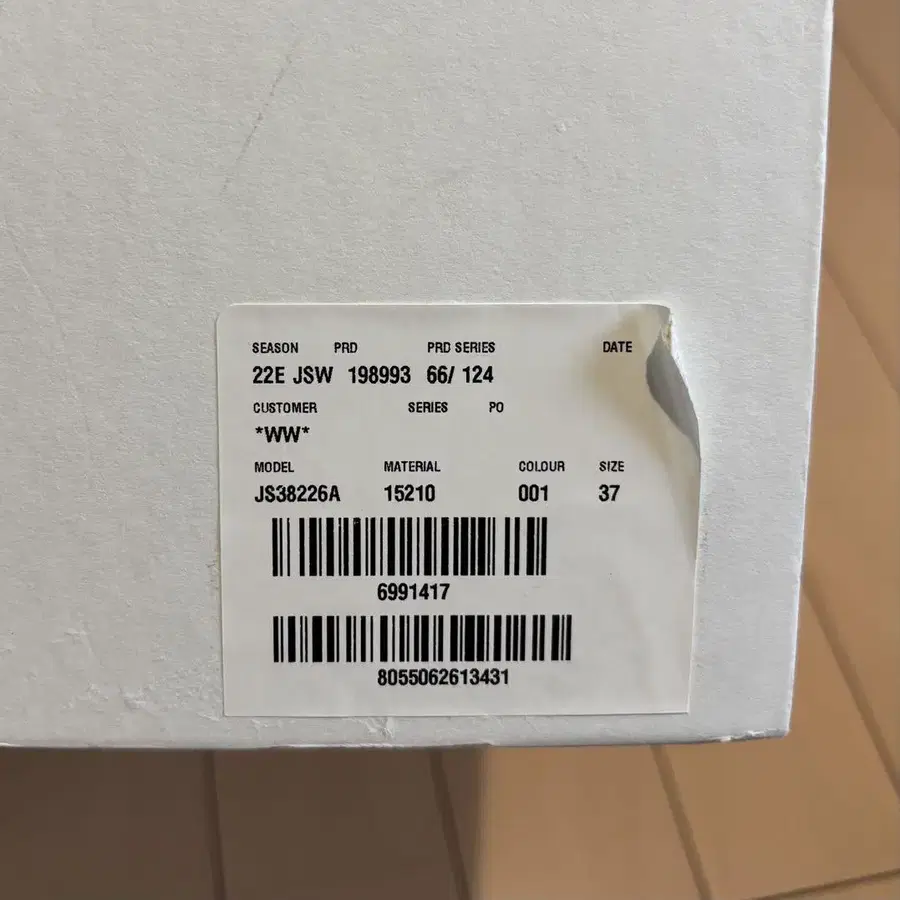 SEASON PRD PRD SERIES DATE
22E JSW 198993 66/ 124
CUSTOMER SERIES PO
*WW*
MODEL MATERIAL COLOUR SIZE
JS38226A 15210 001 37
6991417
8055062613431